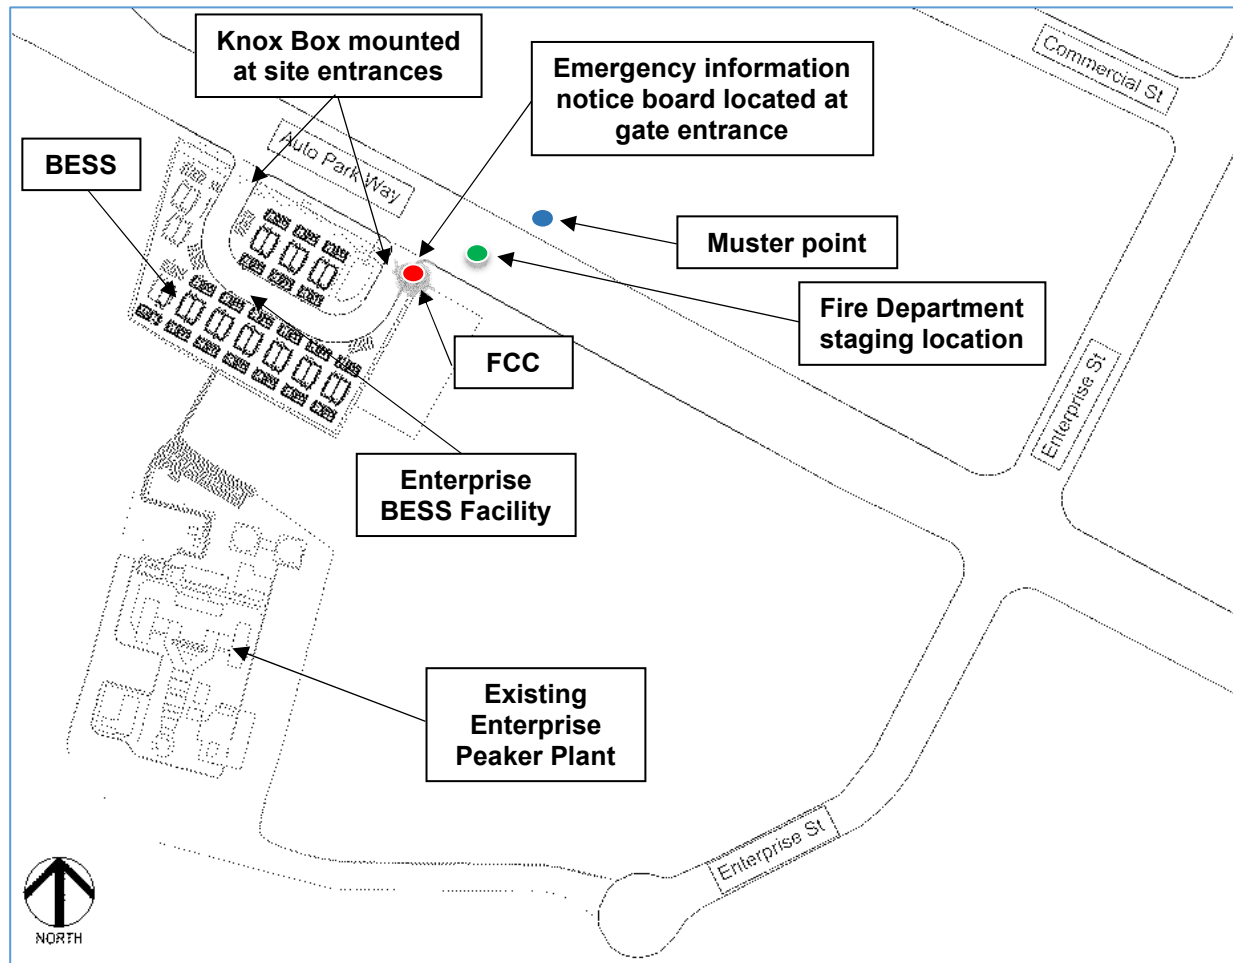 Knox Box mounted
at site entrances
Emergency information
notice board located at
gate entrance
Commercial St
BESS
Auto Park Way
Muster point
Fire Department
staging location
FCC
Enterprise St
Enterprise
BESS Facility
Existing
Enterprise
Peaker Plant
Enterprise St
NORTH